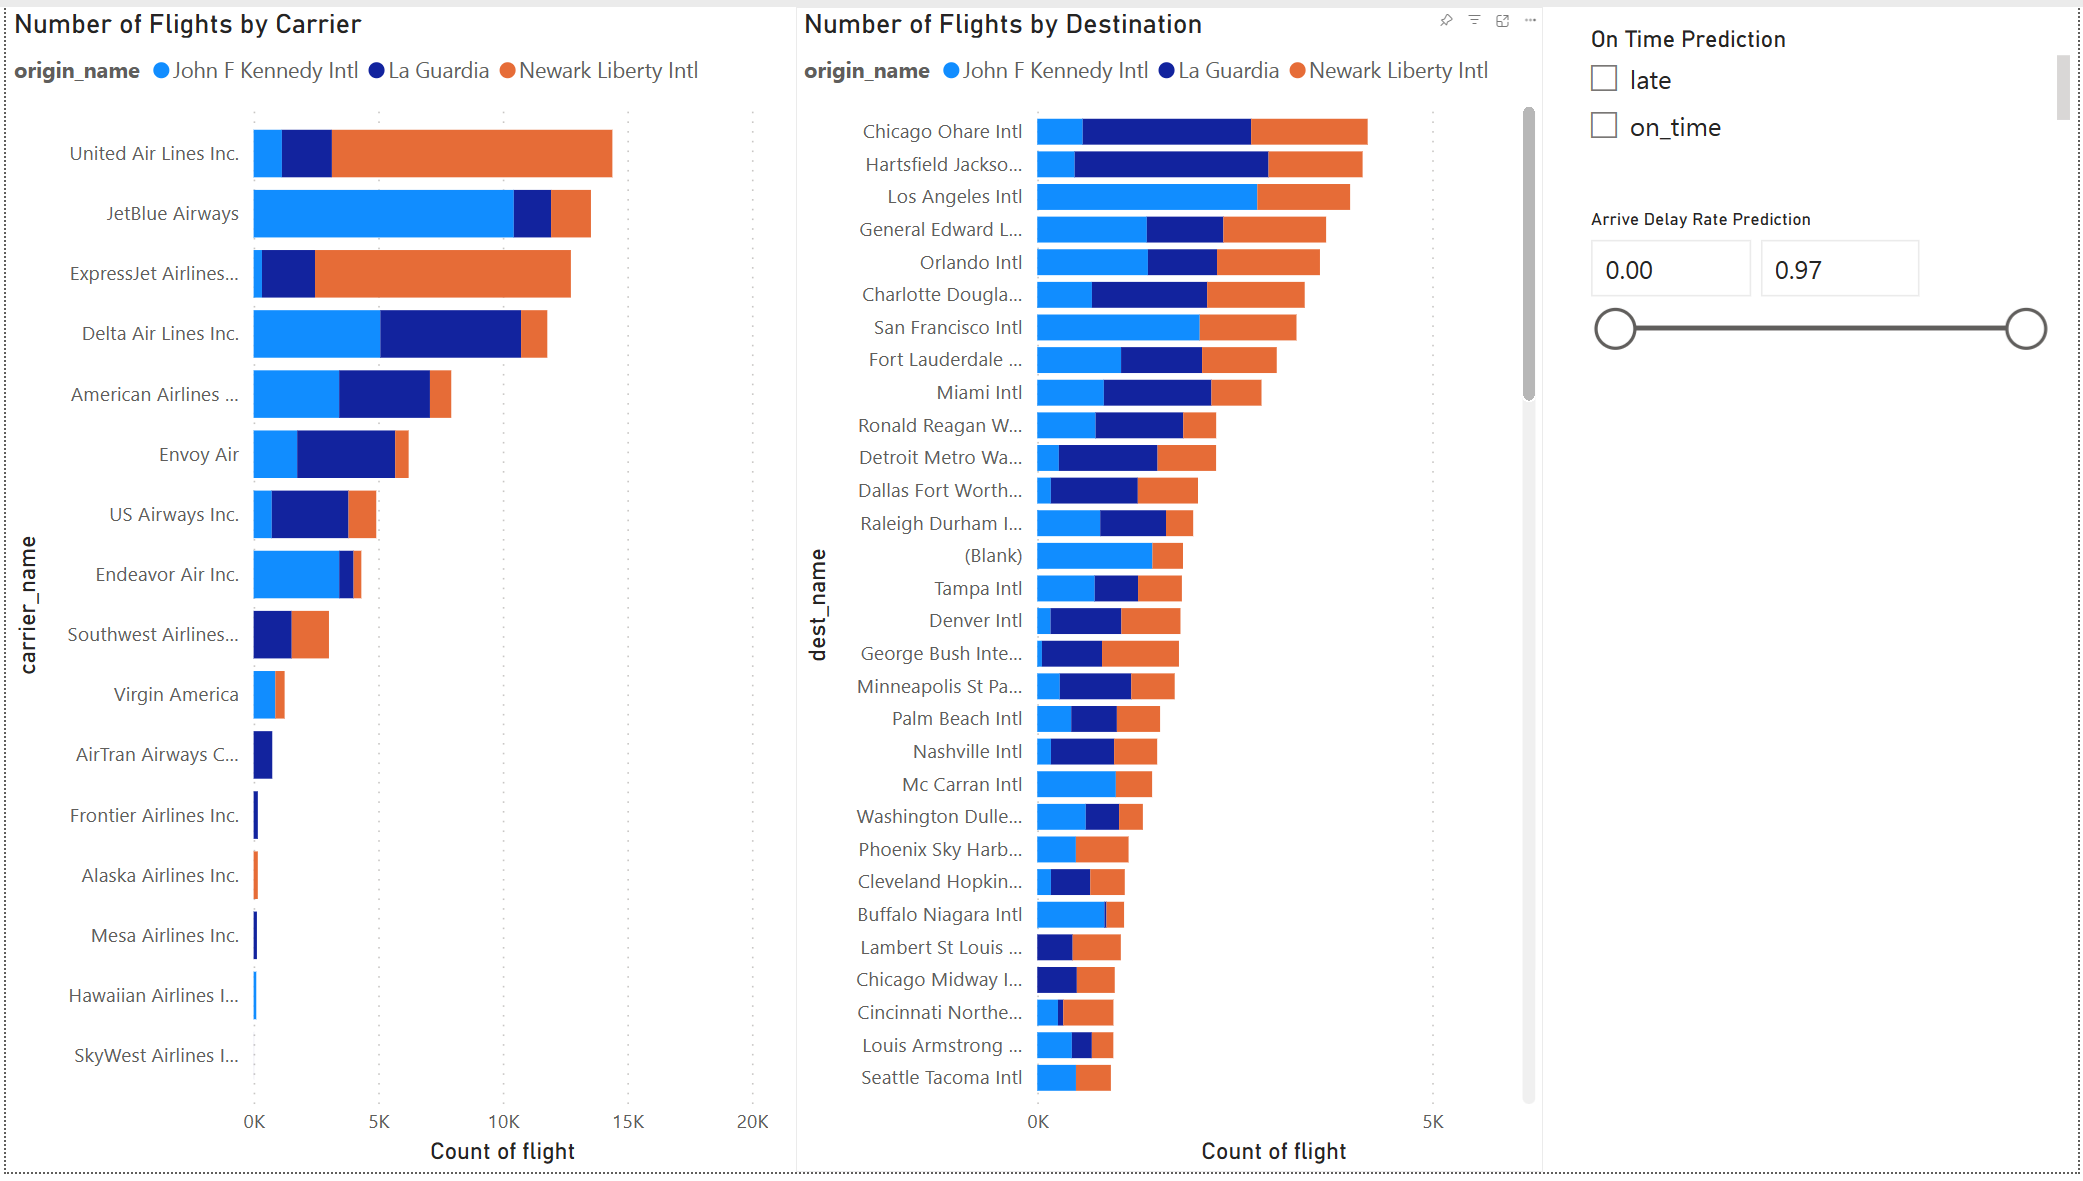 Number of Flights by Carrier
origin_name John F Kennedy Intl La Guardia Newark Liberty Intl
carrier_name
United Air Lines Inc.
JetBlue Airways
ExpressJet Airlines...
Delta Air Lines Inc.
American Airlines ...
Envoy Air
US Airways Inc.
Endeavor Air Inc.
Southwest Airlines...
Virgin America
AirTran Airways C...
Frontier Airlines Inc.
Alaska Airlines Inc.
Mesa Airlines Inc.
Hawaiian Airlines I...
SkyWest Airlines I...
0K 5K 10K 15K 20K
Count of flight
Number of Flights by Destination
origin_name John F Kennedy Intl La Guardia Newark Liberty Intl
dest_name
Chicago Ohare Intl
Hartsfield Jackso...
Los Angeles Intl
General Edward L...
Orlando Intl
Charlotte Dougla...
San Francisco Intl
Fort Lauderdale ...
Miami Intl
Ronald Reagan W...
Detroit Metro Wa...
Dallas Fort Worth...
Raleigh Durham I...
(Blank)
Tampa Intl
Denver Intl
George Bush Inte...
Minneapolis St Pa...
Palm Beach Intl
Nashville Intl
Mc Carran Intl
Washington Dulle...
Phoenix Sky Harb...
Cleveland Hopkin...
Buffalo Niagara Intl
Lambert St Louis ...
Chicago Midway I...
Cincinnati Northe...
Louis Armstrong ...
Seattle Tacoma Intl
0K 5K
Count of flight
On Time Prediction
late
on_time
Arrive Delay Rate Prediction
0.00 0.97